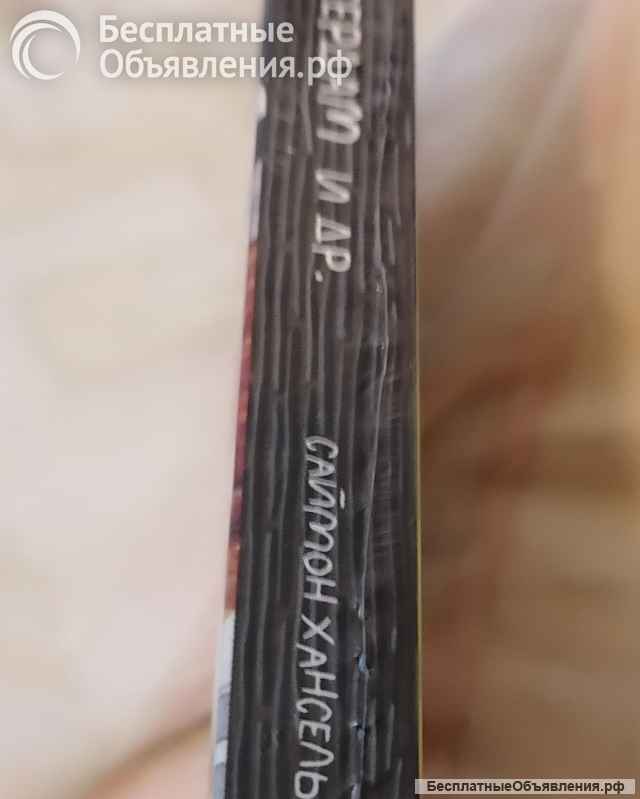 Бесплатные
Объявления.рф
И ДР.
САЙМОН ХАНСЕЛЬ
БесплатныеОбъявления.рф